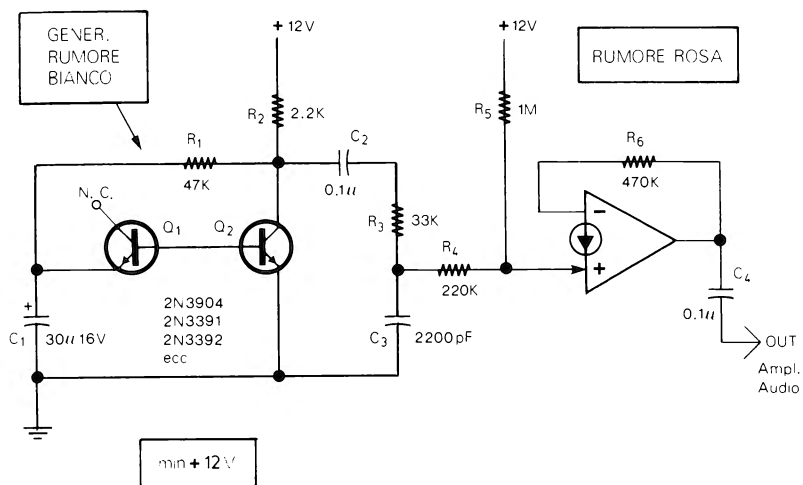 GENER.
RUMORE
BIANCO
+ 12V
+ 12V
RUMORE ROSA
R2
2.2K
R5
1M
R1
47K
C2
0.1u
R6
470K
N. C.
Q1
Q2
R3
33K
R4
220K
−
+
C4
0.1u
+
C1
30u 16V
2N3904
2N3391
2N3392
ecc
C3
2200pF
OUT
Ampl.
Audio
min + 12V